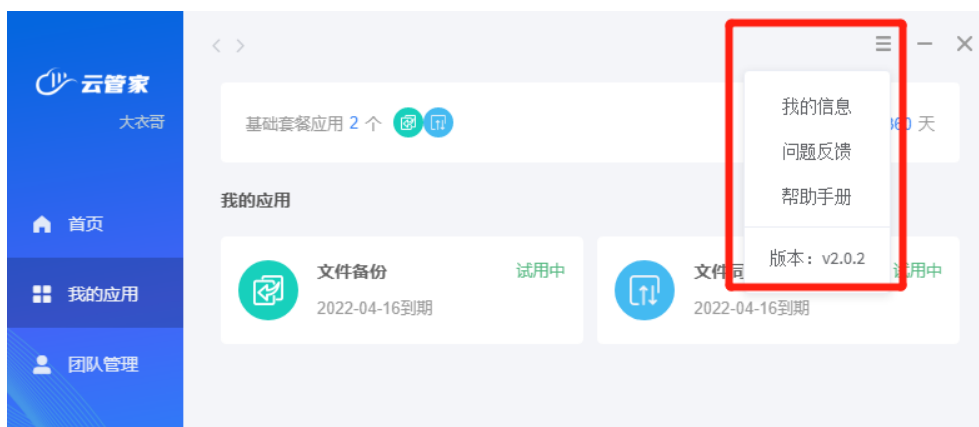 云管家
大衣哥
首页
我的应用
团队管理
基础套餐应用 2 个
天
我的应用
文件备份
试用中
2022-04-16到期
文件同
试用中
2022-04-16到期
我的信息
问题反馈
帮助手册
版本：v2.0.2